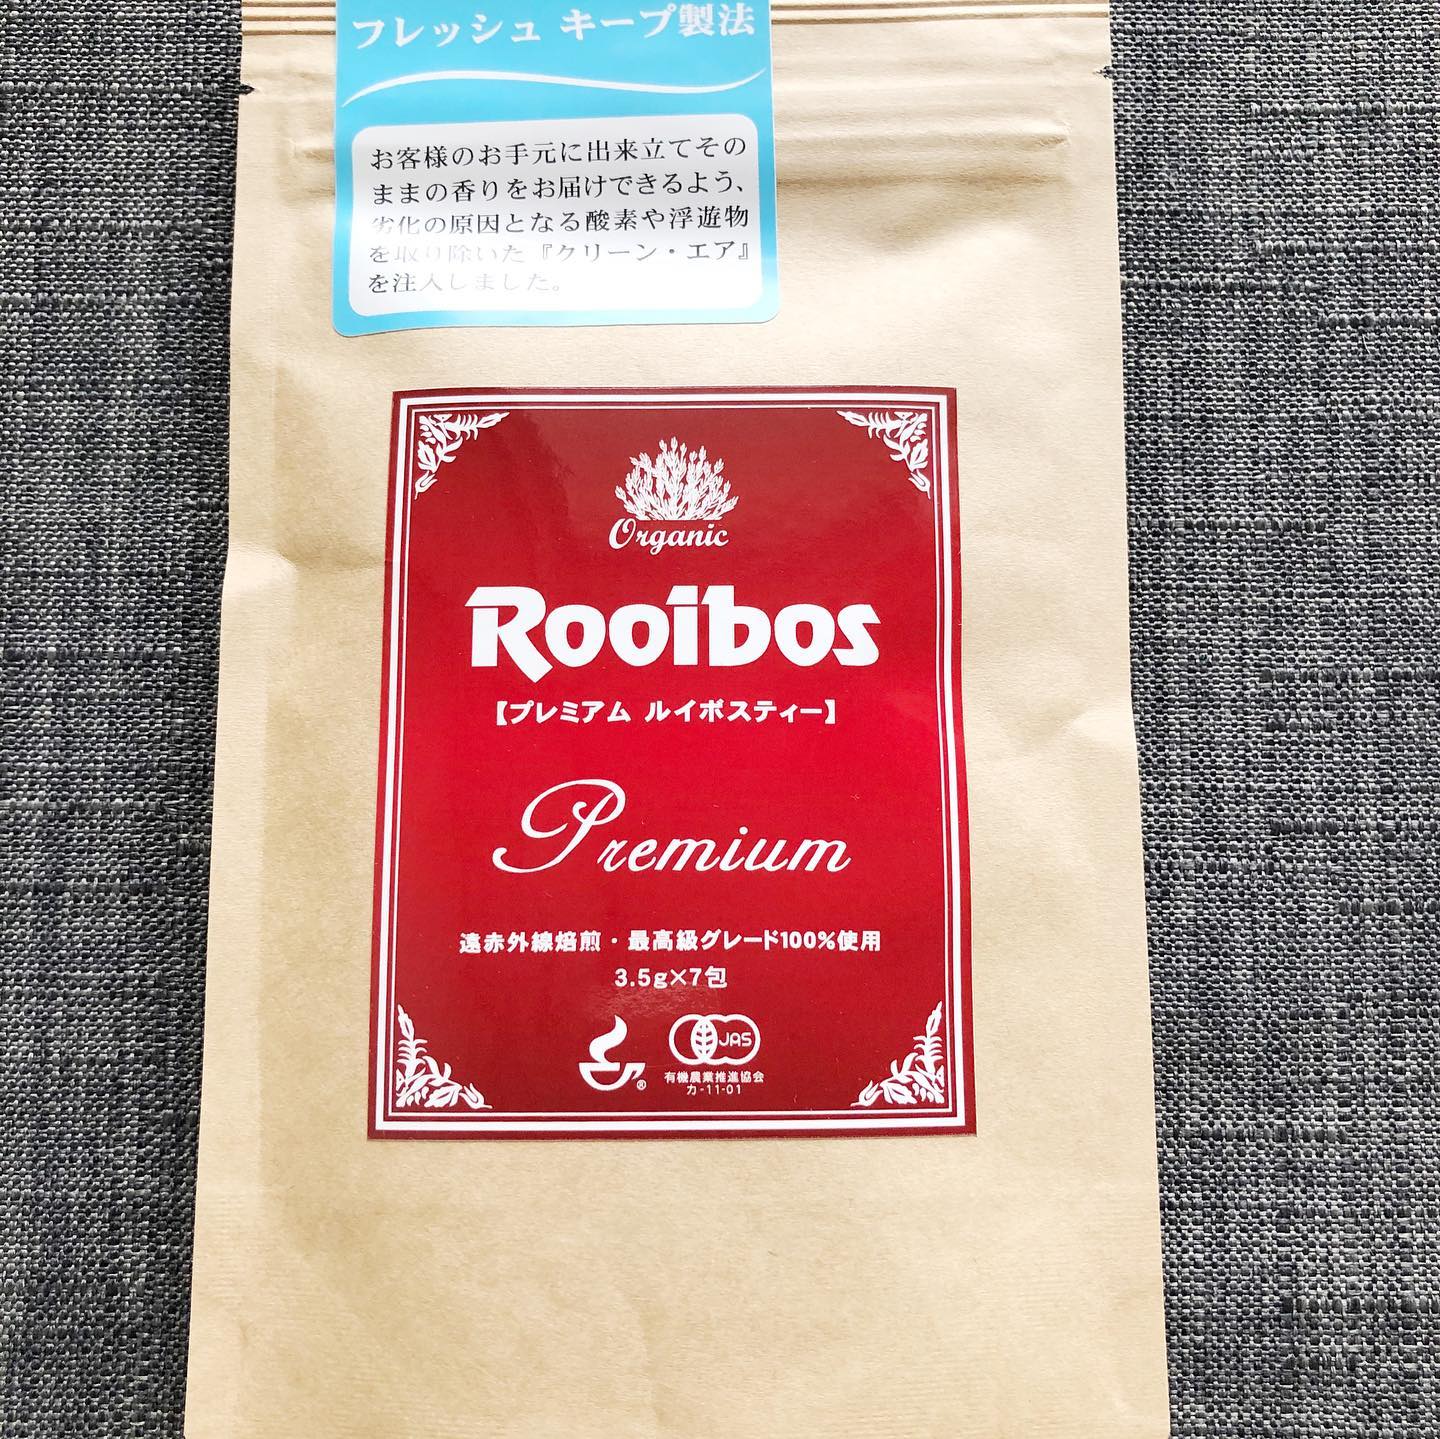 フレッシュ キープ製法
お客様のお手元に出来立てその
ままの香りをお届けできるよう、
劣化の原因となる酸素や浮遊物
を取り除いた『クリーン・エア』
を注入しました。
Organic
Rooibos
【プレミアム ルイボスティー】
Premium
遠赤外線焙煎・最高級グレード100%使用
3.5g×7包
®
JAS
有機農業推進協会
カ-11-01